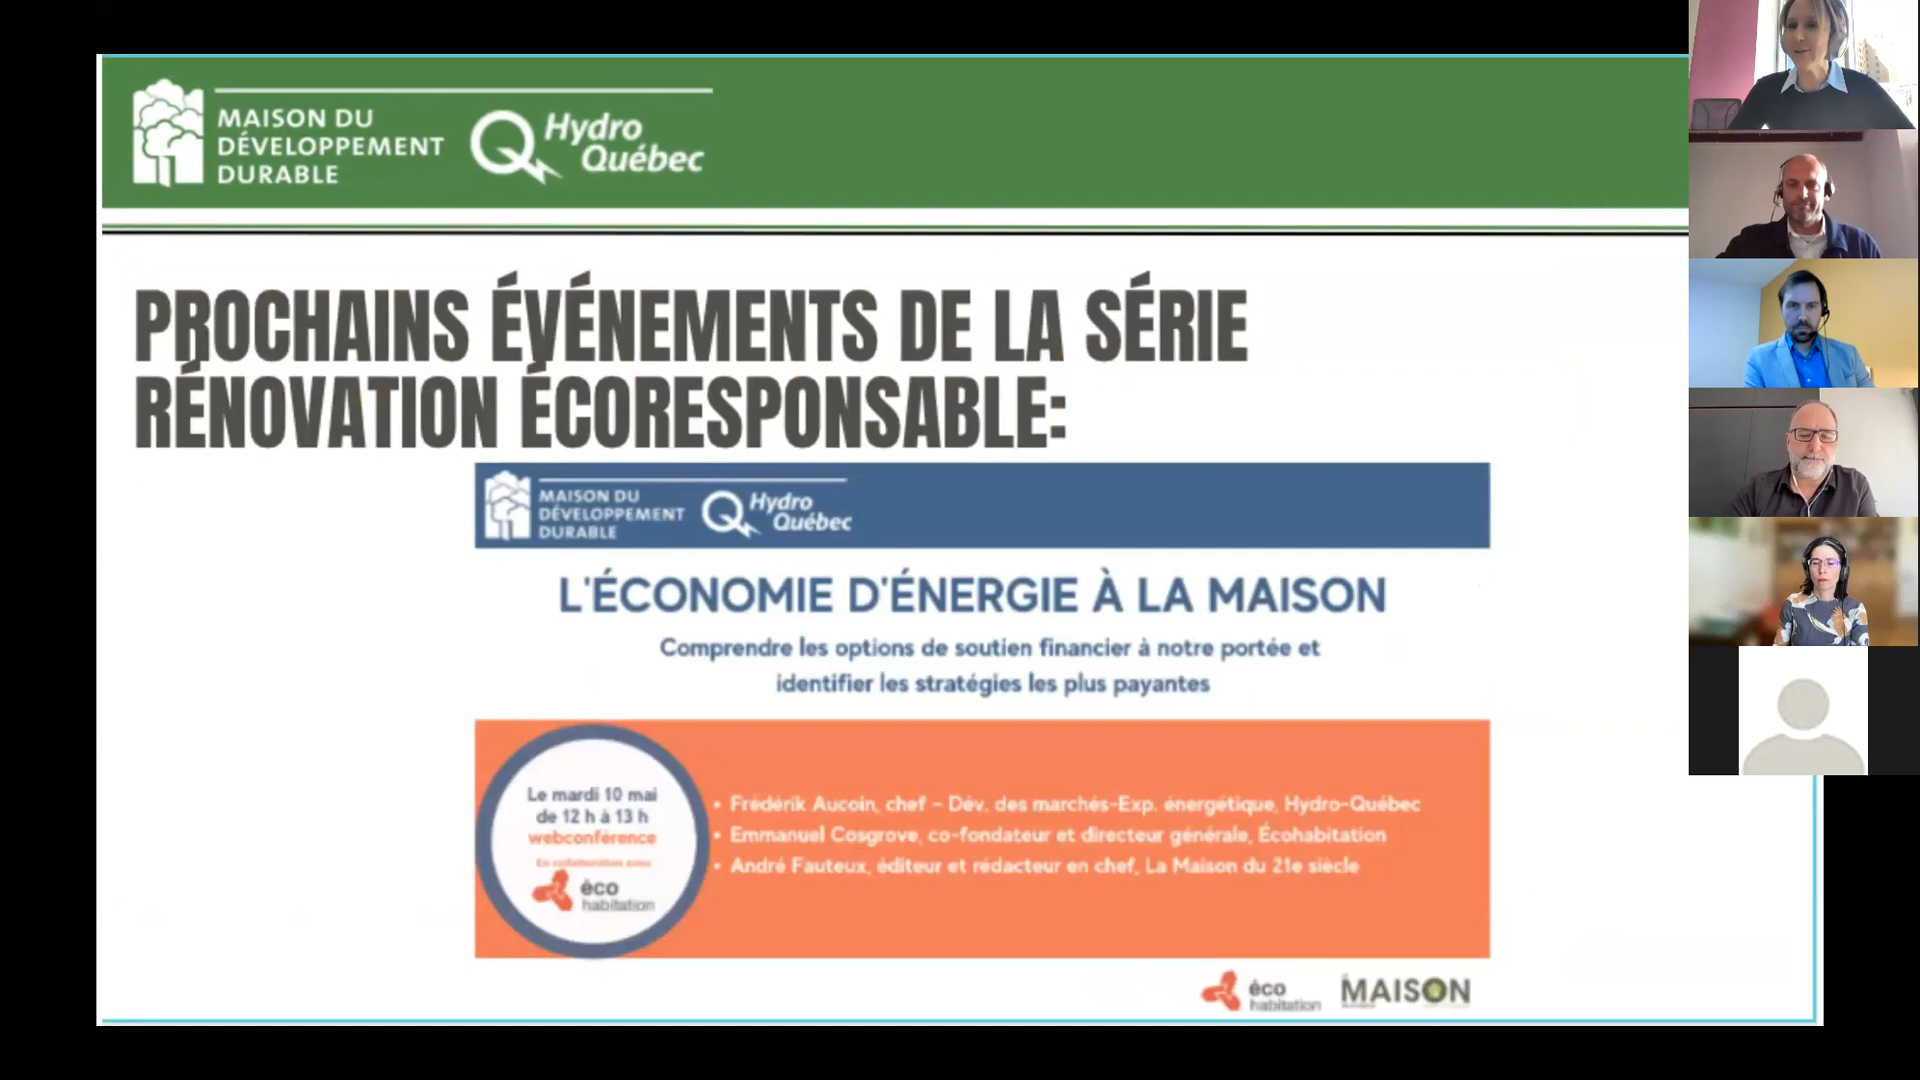 MAISON DU
DÉVELOPPEMENT
DURABLE
Hydro
Québec
PROCHAINS ÉVÉNEMENTS DE LA SÉRIE
RÉNOVATION ÉCORESPONSABLE:
MAISON DU
DÉVELOPPEMENT
DURABLE
Hydro
Québec
L'ÉCONOMIE D'ÉNERGIE À LA MAISON
Comprendre les options de soutien financier à notre portée et
identifier les stratégies les plus payantes
Le mardi 10 mai
de 12 h à 13 h
webconférence
En collaboration avec
éco
habitation
• Frédérik Aucoin, chef – Dév. des marchés-Exp. énergétique, Hydro-Québec
• Emmanuel Cosgrove, co-fondateur et directeur générale, Écohabitation
• André Fauteux, éditeur et rédacteur en chef, La Maison du 21e siècle
éco
habitation
MAISON